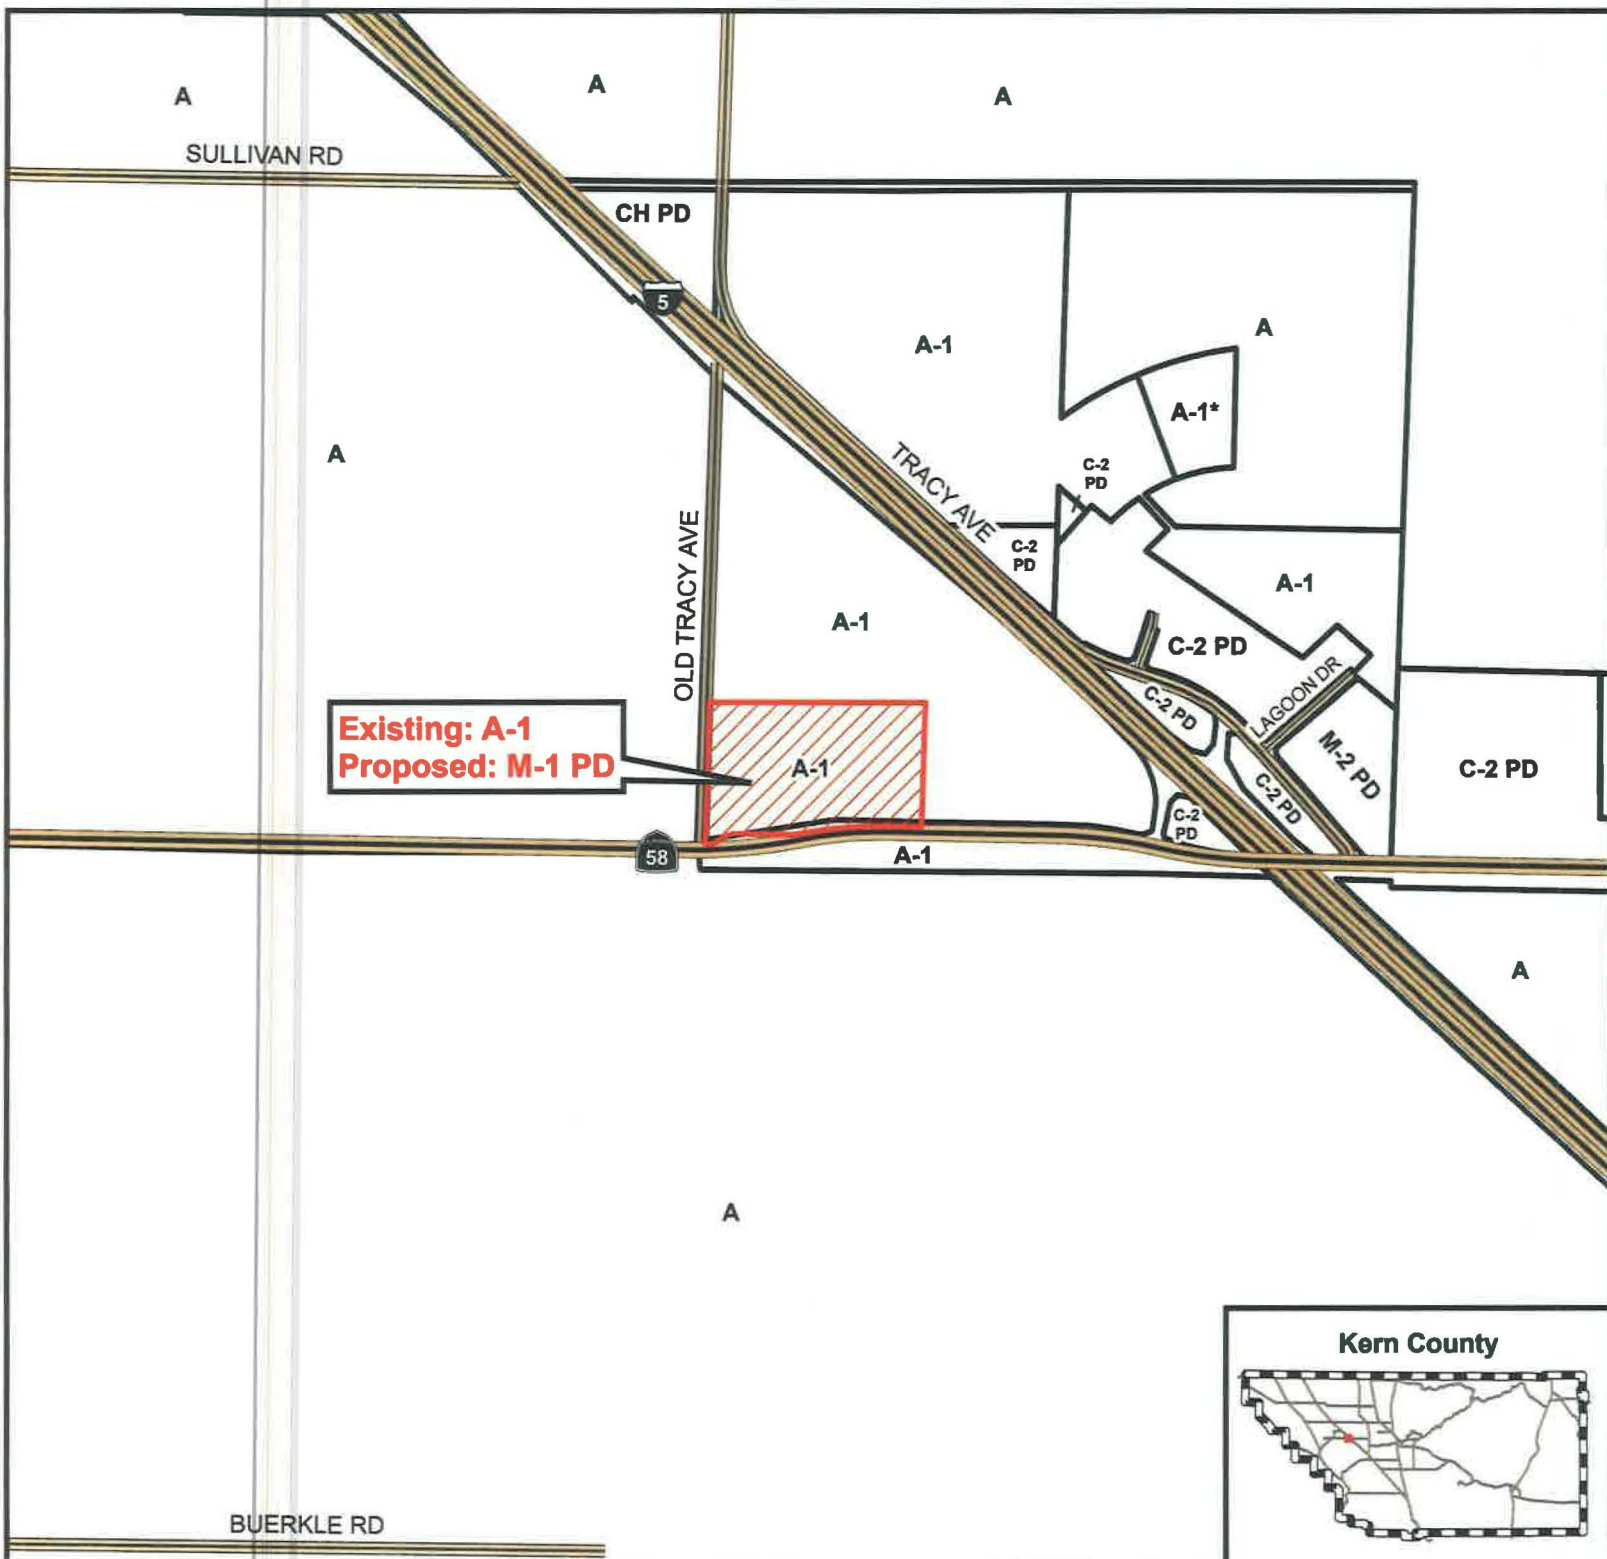 A
A
A
SULLIVAN RD
CH PD
5
A-1
A
A-1*
A
TRACY AVE
C-2
PD
C-2
PD
OLD TRACY AVE
A-1
A-1
C-2 PD
LAGOON DR
C-2 PD
M-2 PD
C-2 PD
C-2 PD
Existing: A-1
Proposed: M-1 PD
A-1
C-2
PD
58
A-1
A
A
Kern County
BUERKLE RD